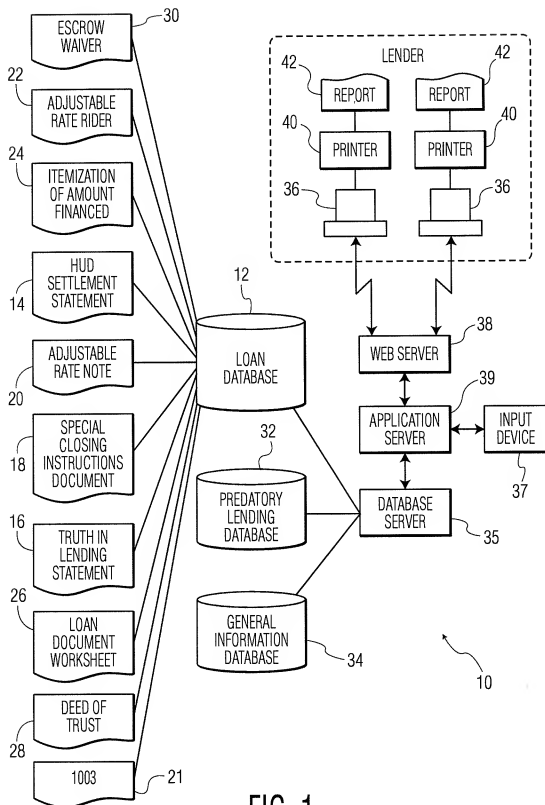 ESCROW
WAIVER
30
22
ADJUSTABLE
RATE RIDER
24
ITEMIZATION
OF AMOUNT
FINANCED
HUD
SETTLEMENT
STATEMENT
14
ADJUSTABLE
RATE NOTE
20
SPECIAL
CLOSING
INSTRUCTIONS
DOCUMENT
18
16
TRUTH IN
LENDING
STATEMENT
26
LOAN
DOCUMENT
WORKSHEET
DEED OF
TRUST
28
1003
21
12
LOAN
DATABASE
32
PREDATORY
LENDING
DATABASE
GENERAL
INFORMATION
DATABASE
34
LENDER
42
REPORT
42
REPORT
40
PRINTER
40
PRINTER
36
36
WEB SERVER
38
39
APPLICATION
SERVER
INPUT
DEVICE
37
DATABASE
SERVER
35
10
FIG. 1